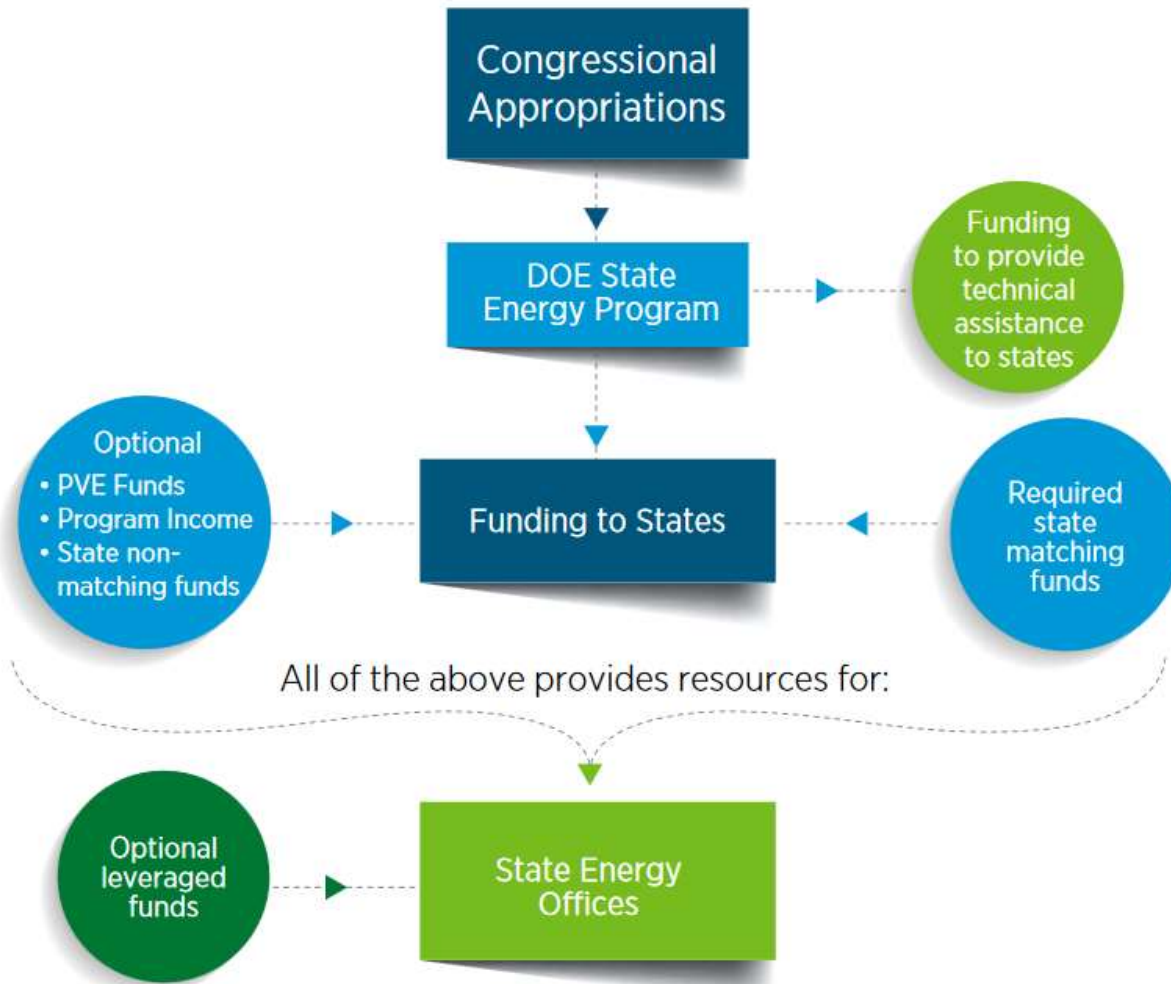 Congressional
Appropriations
DOE State
Energy Program
Funding
to provide
technical
assistance
to states
Optional
• PVE Funds
• Program Income
• State non-
matching funds
Funding to States
Required
state
matching
funds
All of the above provides resources for:
Optional
leveraged
funds
State Energy
Offices